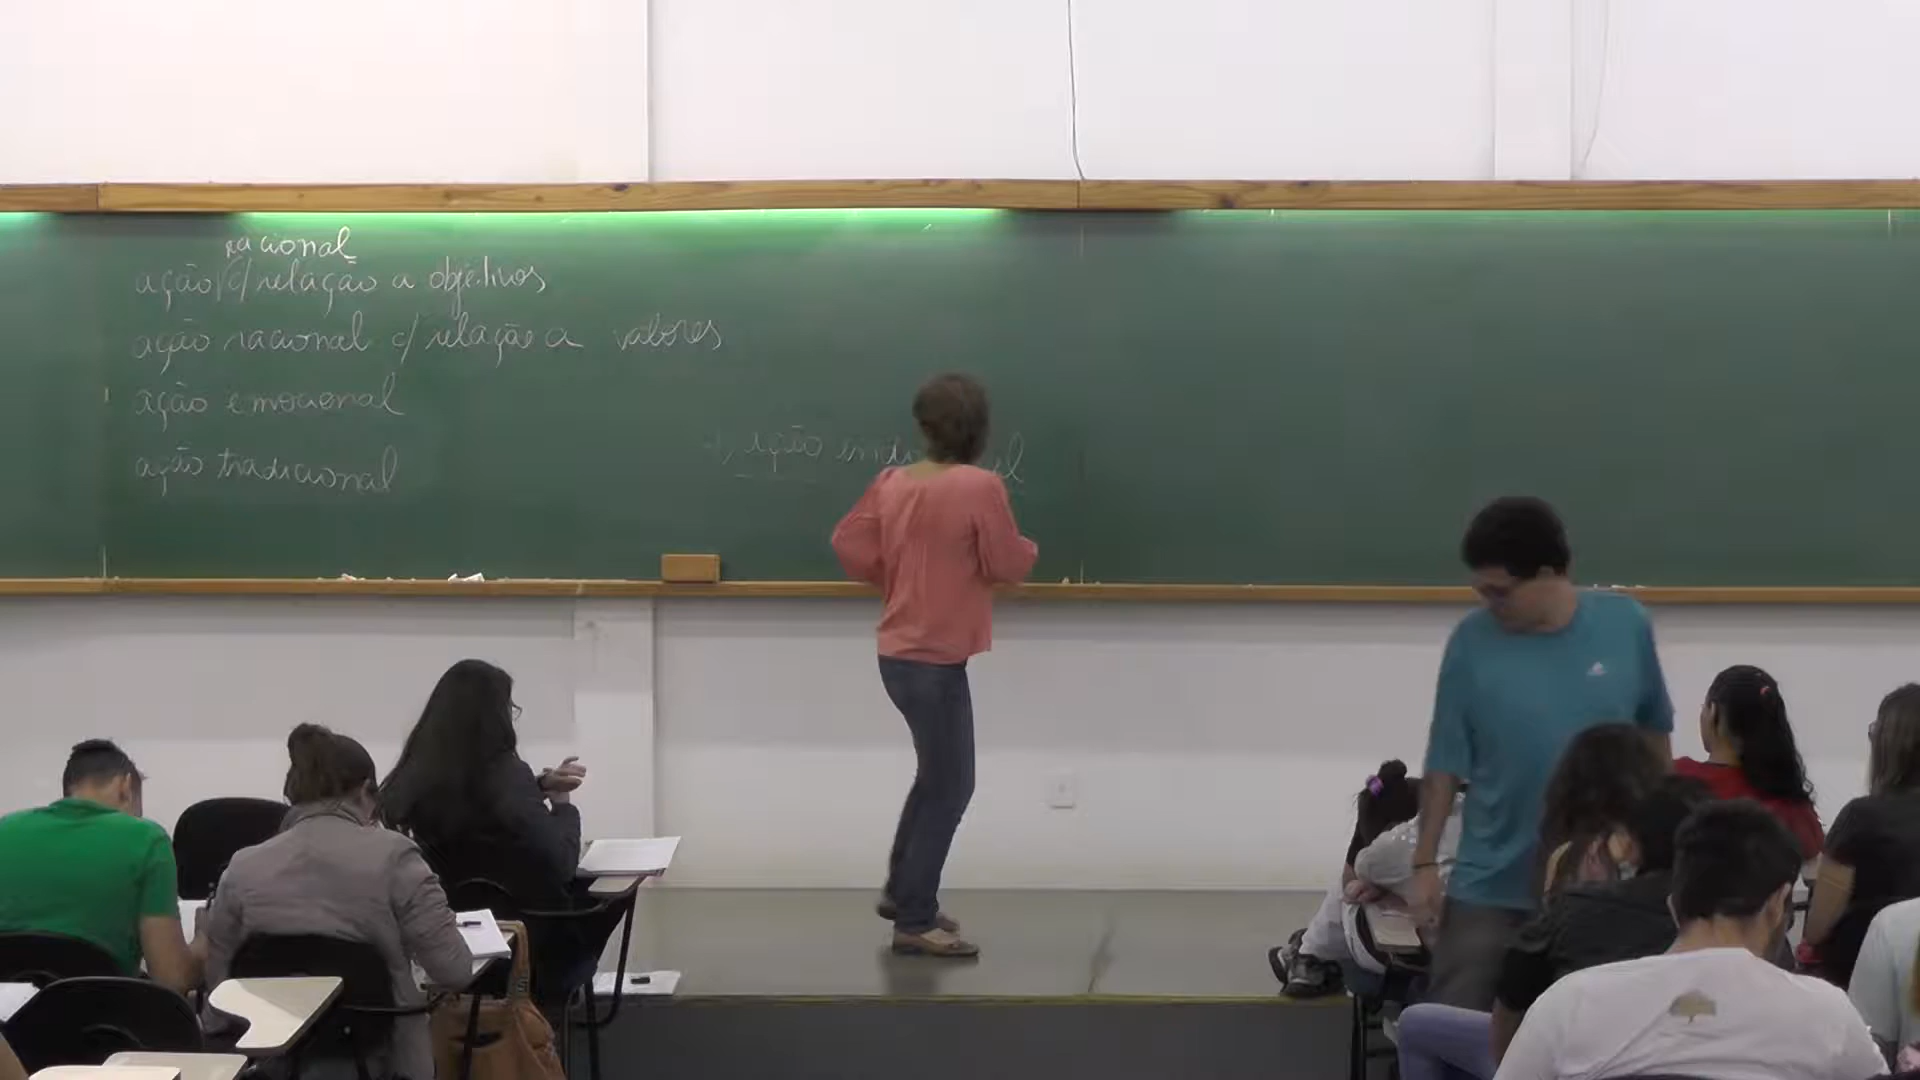 racional
ação c/ relação a objetivos
ação racional c/ relação a valores
ação emocional
ação tradicional
ação